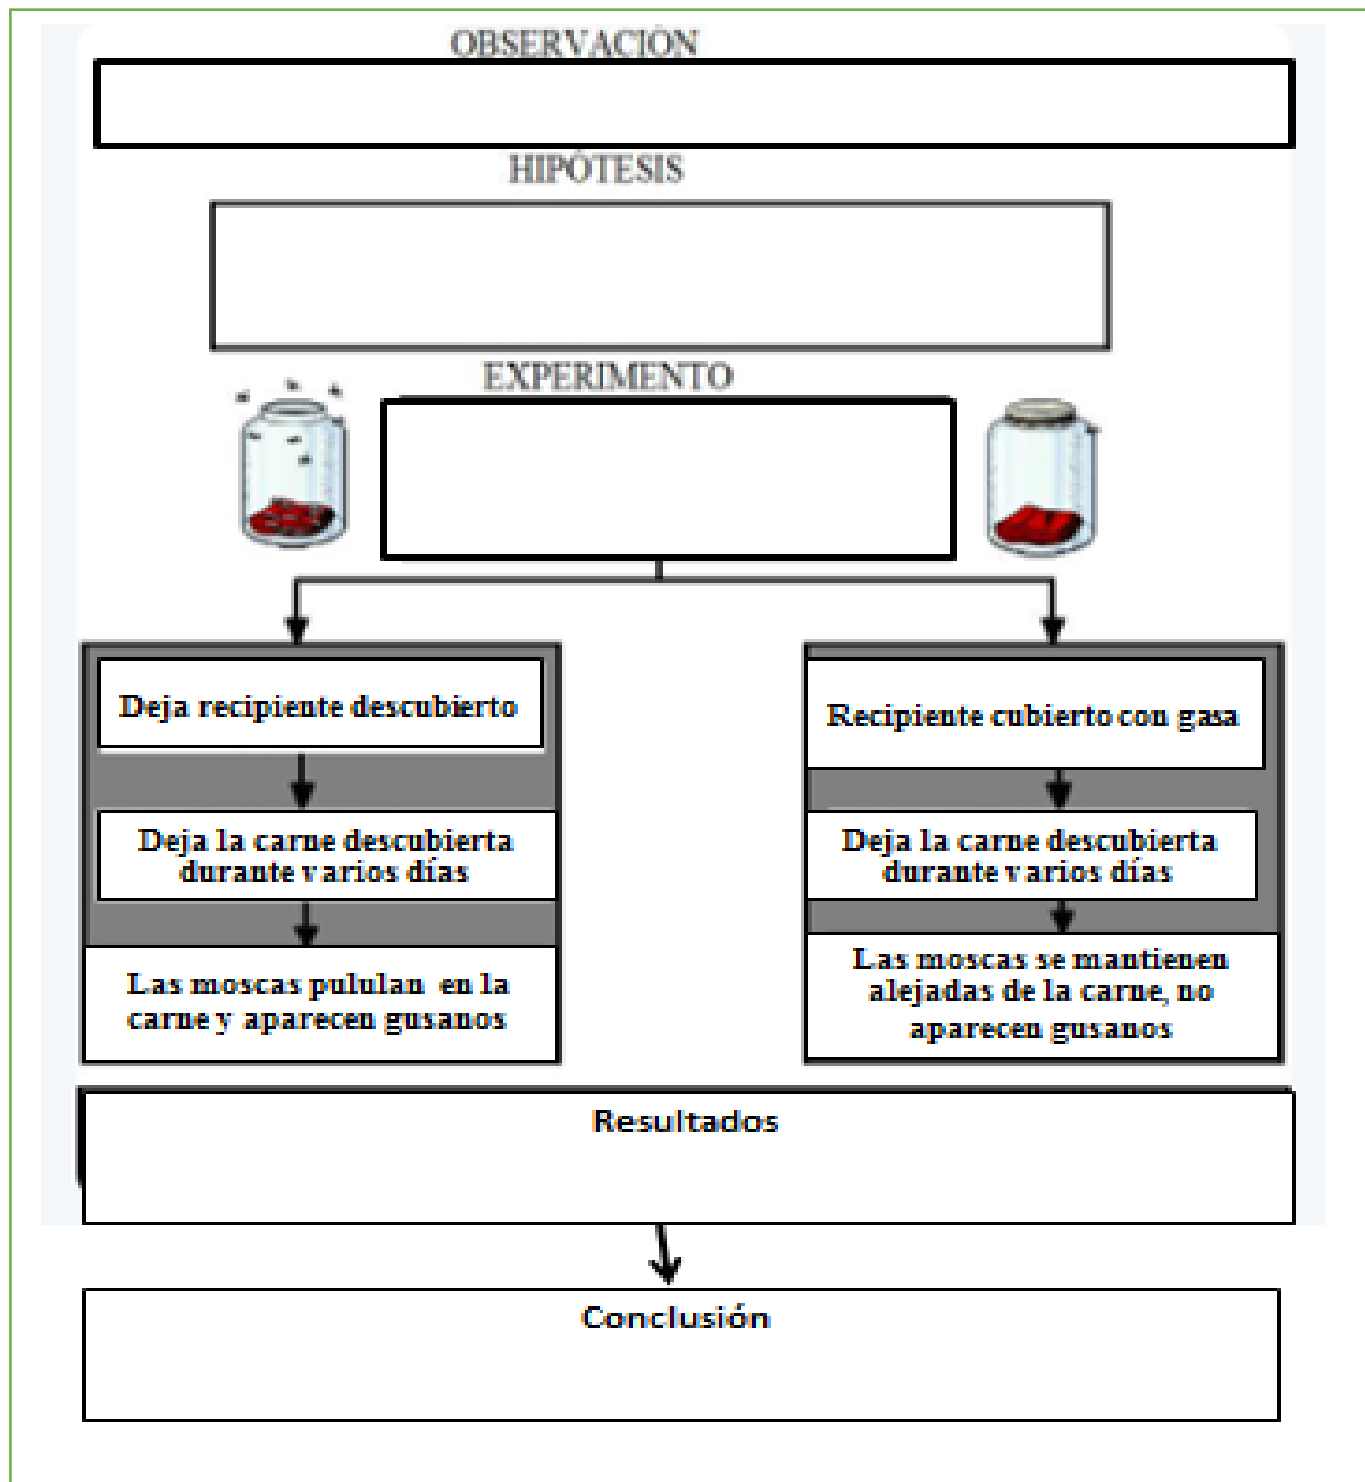 OBSERVACIÓN
HIPÓTESIS
EXPERIMENTO
Deja recipiente descubierto
Deja la carne descubierta
durante varios días
Las moscas pululan en la
carne y aparecen gusanos
Recipiente cubierto con gasa
Deja la carne descubierta
durante varios días
Las moscas se mantienen
alejadas de la carne, no
aparecen gusanos
Resultados
Conclusión